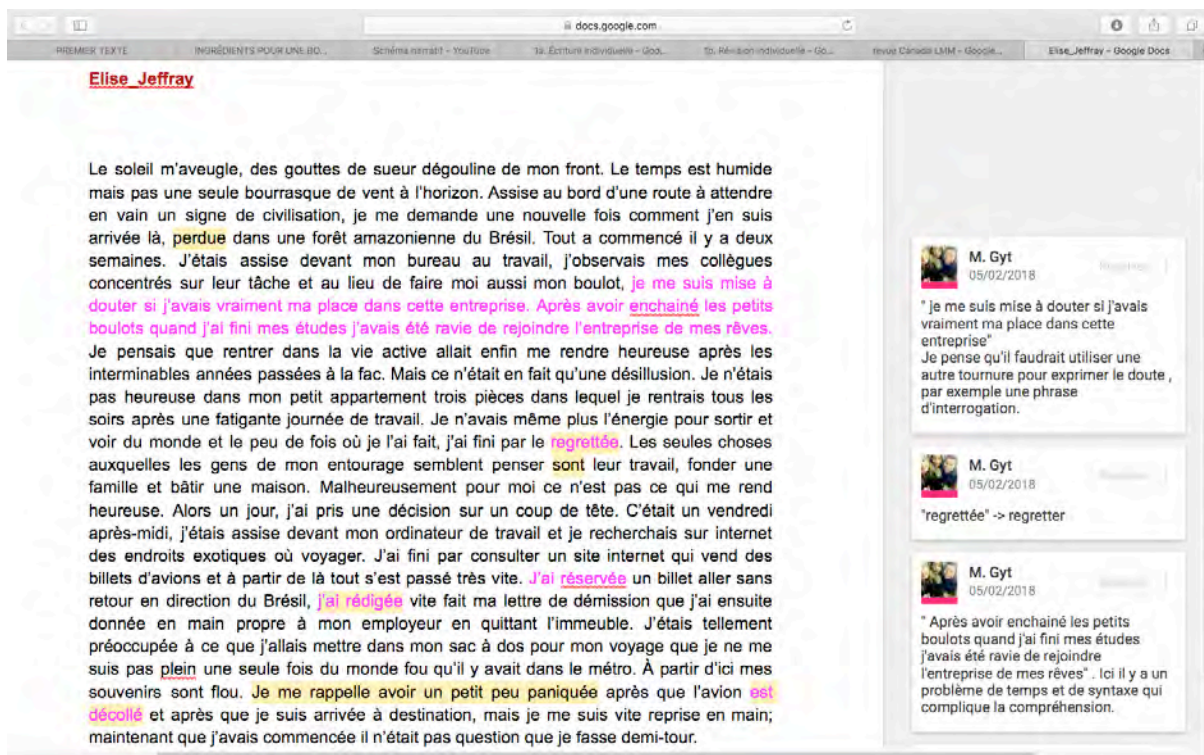 docs.google.com
PREMIER TEXTE
INGRÉDIENTS POUR UNE BO...
Schéma narratif - YouTube
1a. Écriture individuelle - Goo...
1b. Révision individuelle - Go...
revue Canada LMM - Google...
Elise_Jeffray - Google Docs
Elise_Jeffray
Le soleil m'aveugle, des gouttes de sueur dégouline de mon front. Le temps est humide
mais pas une seule bourrasque de vent à l'horizon. Assise au bord d'une route à attendre
en vain un signe de civilisation, je me demande une nouvelle fois comment j'en suis
arrivée là, perdue dans une forêt amazonienne du Brésil. Tout a commencé il y a deux
semaines. J'étais assise devant mon bureau au travail, j'observais mes collègues
concentrés sur leur tâche et au lieu de faire moi aussi mon boulot, je me suis mise à
douter si j'avais vraiment ma place dans cette entreprise. Après avoir enchainé les petits
boulots quand j'ai fini mes études j'avais été ravie de rejoindre l'entreprise de mes rêves.
Je pensais que rentrer dans la vie active allait enfin me rendre heureuse après les
interminables années passées à la fac. Mais ce n'était en fait qu'une désillusion. Je n'étais
pas heureuse dans mon petit appartement trois pièces dans lequel je rentrais tous les
soirs après une fatigante journée de travail. Je n'avais même plus l'énergie pour sortir et
voir du monde et le peu de fois où je l'ai fait, j'ai fini par le regrettée. Les seules choses
auxquelles les gens de mon entourage semblent penser sont leur travail, fonder une
famille et bâtir une maison. Malheureusement pour moi ce n'est pas ce qui me rend
heureuse. Alors un jour, j'ai pris une décision sur un coup de tête. C'était un vendredi
après-midi, j'étais assise devant mon ordinateur de travail et je recherchais sur internet
des endroits exotiques où voyager. J'ai fini par consulter un site internet qui vend des
billets d'avions et à partir de là tout s'est passé très vite. J'ai réservée un billet aller sans
retour en direction du Brésil, j'ai rédigée vite fait ma lettre de démission que j'ai ensuite
donnée en main propre à mon employeur en quittant l'immeuble. J'étais tellement
préoccupée à ce que j'allais mettre dans mon sac à dos pour mon voyage que je ne me
suis pas plein une seule fois du monde fou qu'il y avait dans le métro. À partir d'ici mes
souvenirs sont flou. Je me rappelle avoir un petit peu paniquée après que l'avion est
décollé et après que je suis arrivée à destination, mais je me suis vite reprise en main;
maintenant que j'avais commencée il n'était pas question que je fasse demi-tour.
M. Gyt
05/02/2018
" je me suis mise à douter si j'avais
vraiment ma place dans cette
entreprise"
Je pense qu'il faudrait utiliser une
autre tournure pour exprimer le doute ,
par exemple une phrase
d'interrogation.
M. Gyt
05/02/2018
"regrettée" -> regretter
M. Gyt
05/02/2018
" Après avoir enchainé les petits
boulots quand j'ai fini mes études
j'avais été ravie de rejoindre
l'entreprise de mes rêves" . Ici il y a un
problème de temps et de syntaxe qui
complique la compréhension.